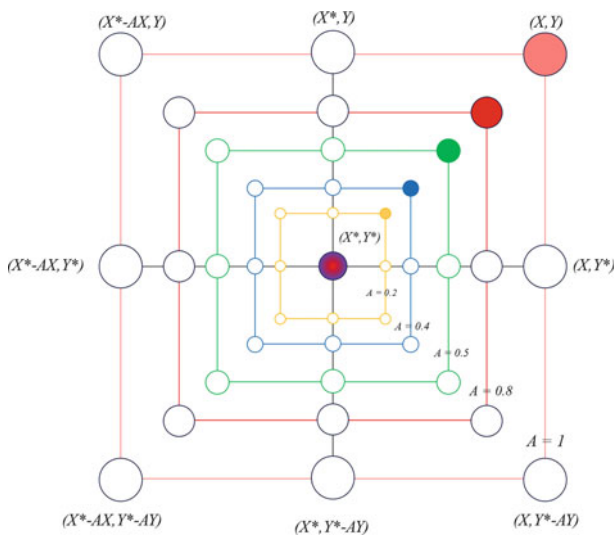 (X*-AX,Y)
(X*,Y)
(X,Y)
(X*,Y*)
(X*-AX,Y*)
(X,Y*)
A = 0.2
A = 0.4
A = 0.5
A = 0.8
A = 1
(X*-AX,Y*-AY)
(X*,Y*-AY)
(X,Y*-AY)